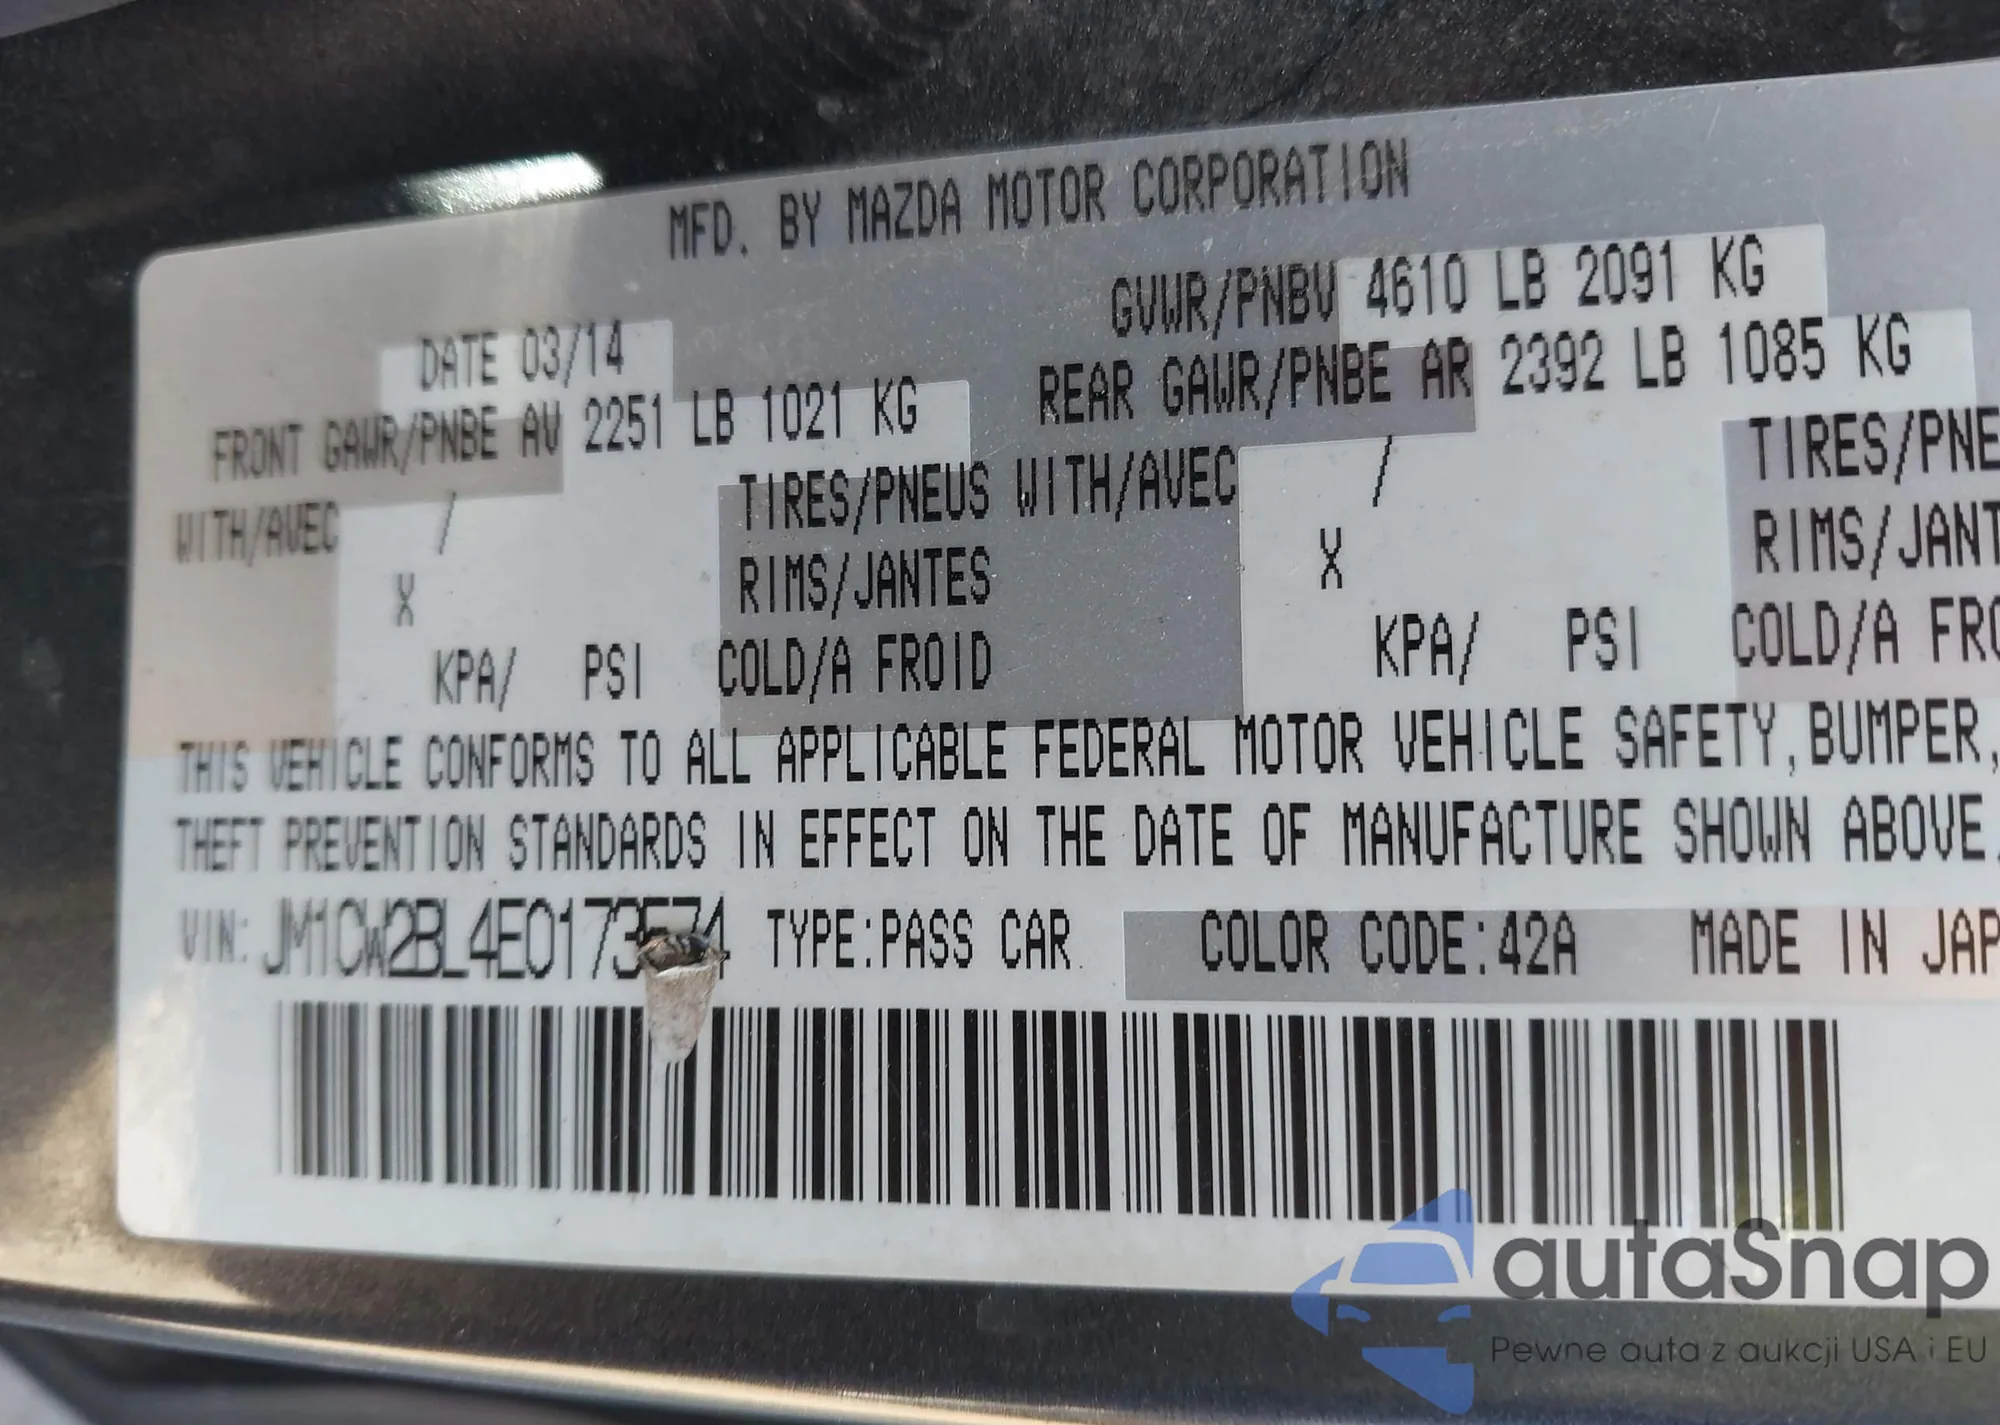 MFD. BY MAZDA MOTOR CORPORATION
DATE 03/14 GVWR/PNBV 4610 LB 2091 KG
FRONT GAWR/PNBE AV 2251 LB 1021 KG REAR GAWR/PNBE AR 2392 LB 1085 KG
WITH/AVEC / TIRES/PNEUS WITH/AVEC / TIRES/PNE
X RIMS/JANTES X RIMS/JANT
KPA/ PSI COLD/A FROID KPA/ PSI COLD/A FRO
THIS VEHICLE CONFORMS TO ALL APPLICABLE FEDERAL MOTOR VEHICLE SAFETY,BUMPER,
THEFT PREVENTION STANDARDS IN EFFECT ON THE DATE OF MANUFACTURE SHOWN ABOVE.
VIN: TYPE:PASS CAR COLOR CODE:42A MADE IN JAP
autaSnap
Pewne auta z aukcji USA i EU